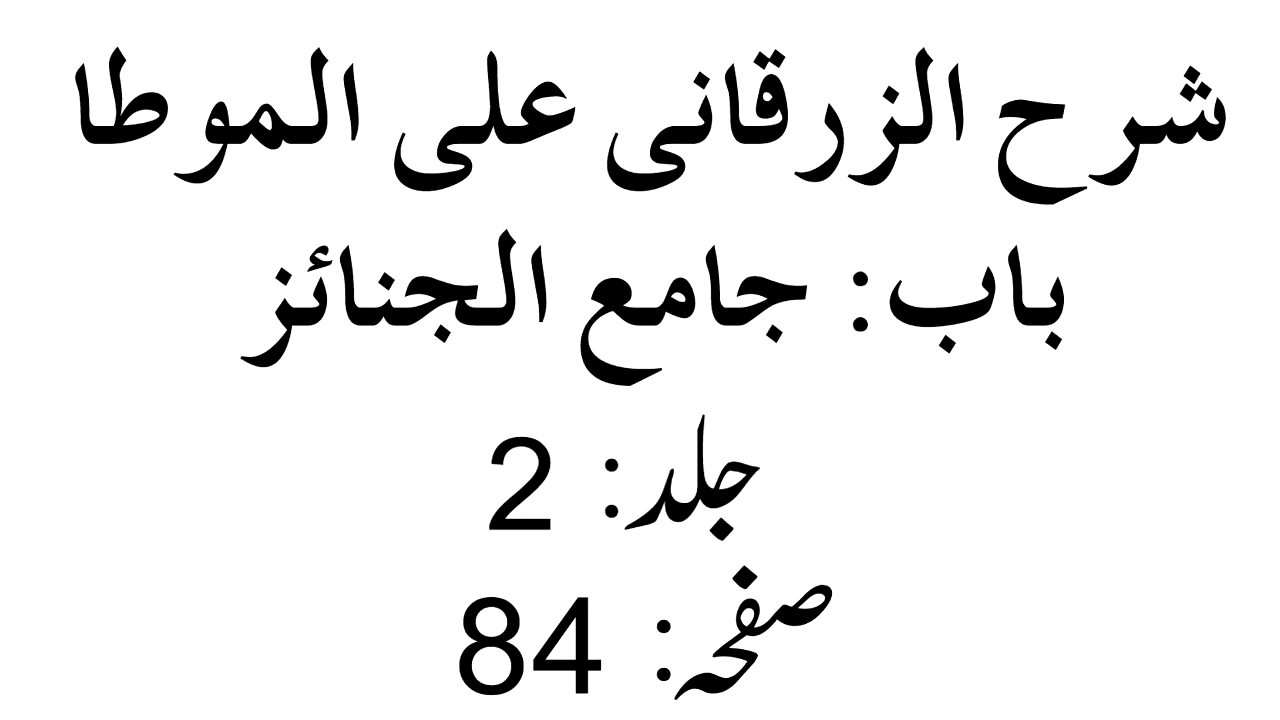 شرح الزرقانی علی الموطا
باب: جامع الجنائز
جلد: 2
صفحہ: 84